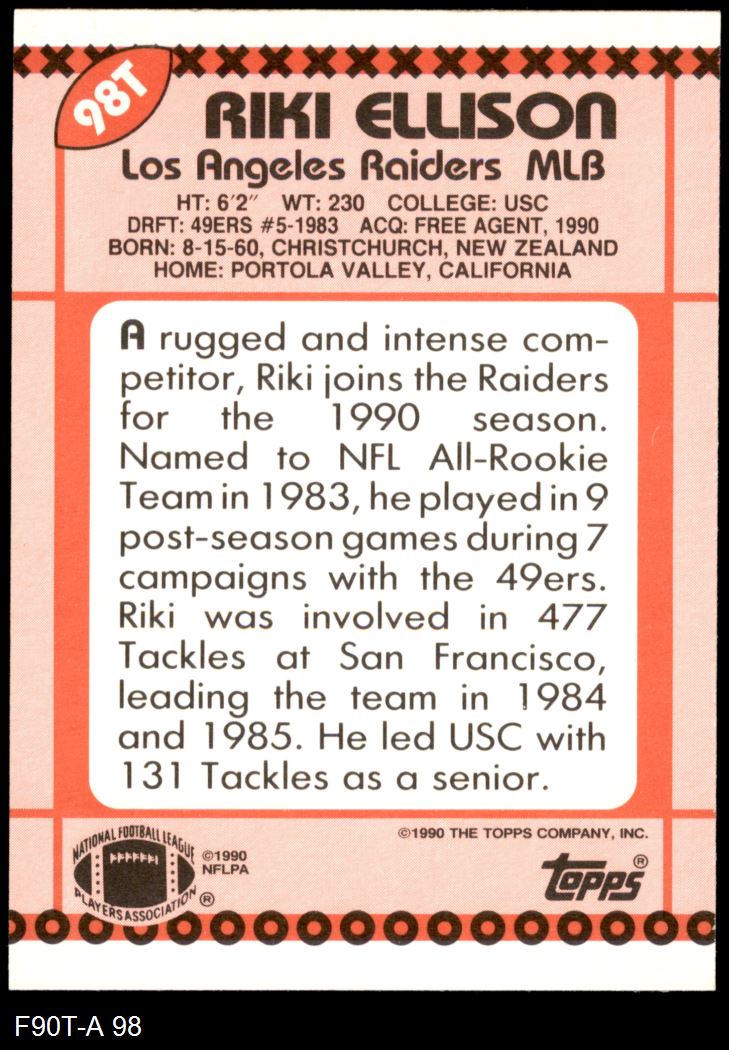 98T
RIKI ELLISON
Los Angeles Raiders MLB
HT: 6'2" WT: 230 COLLEGE: USC
DRFT: 49ERS #5-1983 ACQ: FREE AGENT, 1990
BORN: 8-15-60, CHRISTCHURCH, NEW ZEALAND
HOME: PORTOLA VALLEY, CALIFORNIA
A rugged and intense com-
petitor, Riki joins the Raiders
for the 1990 season.
Named to NFL All-Rookie
Team in 1983, he played in 9
post-season games during 7
campaigns with the 49ers.
Riki was involved in 477
Tackles at San Francisco,
leading the team in 1984
and 1985. He led USC with
131 Tackles as a senior.
©1990 THE TOPPS COMPANY, INC.
NATIONAL FOOTBALL LEAGUE
PLAYERS ASSOCIATION ®
©1990
NFLPA
Topps ®
F90T-A 98